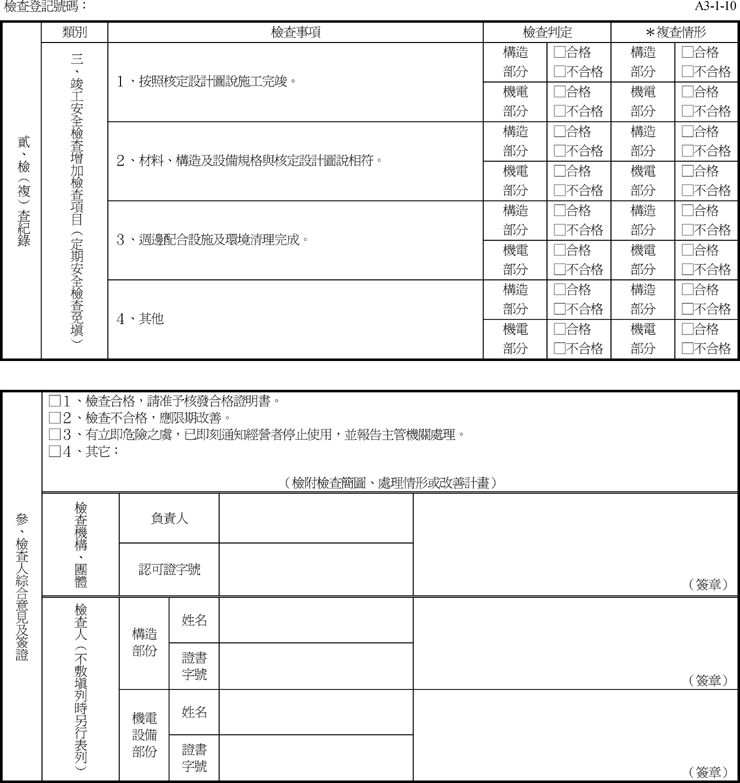 檢查登記號碼：
A3-1-10
類別 檢查事項 檢查判定 ＊複查情形
貳、檢（複）查紀錄
三、竣工安全檢查增加檢查項目（定期安全檢查免填）
1、按照核定設計圖說施工完竣。
構造部分 □合格 □不合格 構造部分 □合格 □不合格
機電部分 □合格 □不合格 機電部分 □合格 □不合格
2、材料、構造及設備規格與核定設計圖說相符。
構造部分 □合格 □不合格 構造部分 □合格 □不合格
機電部分 □合格 □不合格 機電部分 □合格 □不合格
3、週邊配合設施及環境清理完成。
構造部分 □合格 □不合格 構造部分 □合格 □不合格
機電部分 □合格 □不合格 機電部分 □合格 □不合格
4、其他
構造部分 □合格 □不合格 構造部分 □合格 □不合格
機電部分 □合格 □不合格 機電部分 □合格 □不合格
參、檢查人綜合意見及簽證
□1、檢查合格，請准予核發合格證明書。
□2、檢查不合格，應限期改善。
□3、有立即危險之虞，已即刻通知經營者停止使用，並報告主管機關處理。
□4、其它：
（檢附檢查簡圖、處理情形或改善計畫）
檢查機構、團體
負責人
認可證字號
（簽章）
檢查人（不敷填列時另行表列）
構造部份
姓名
證書字號
（簽章）
機電設備部份
姓名
證書字號
（簽章）